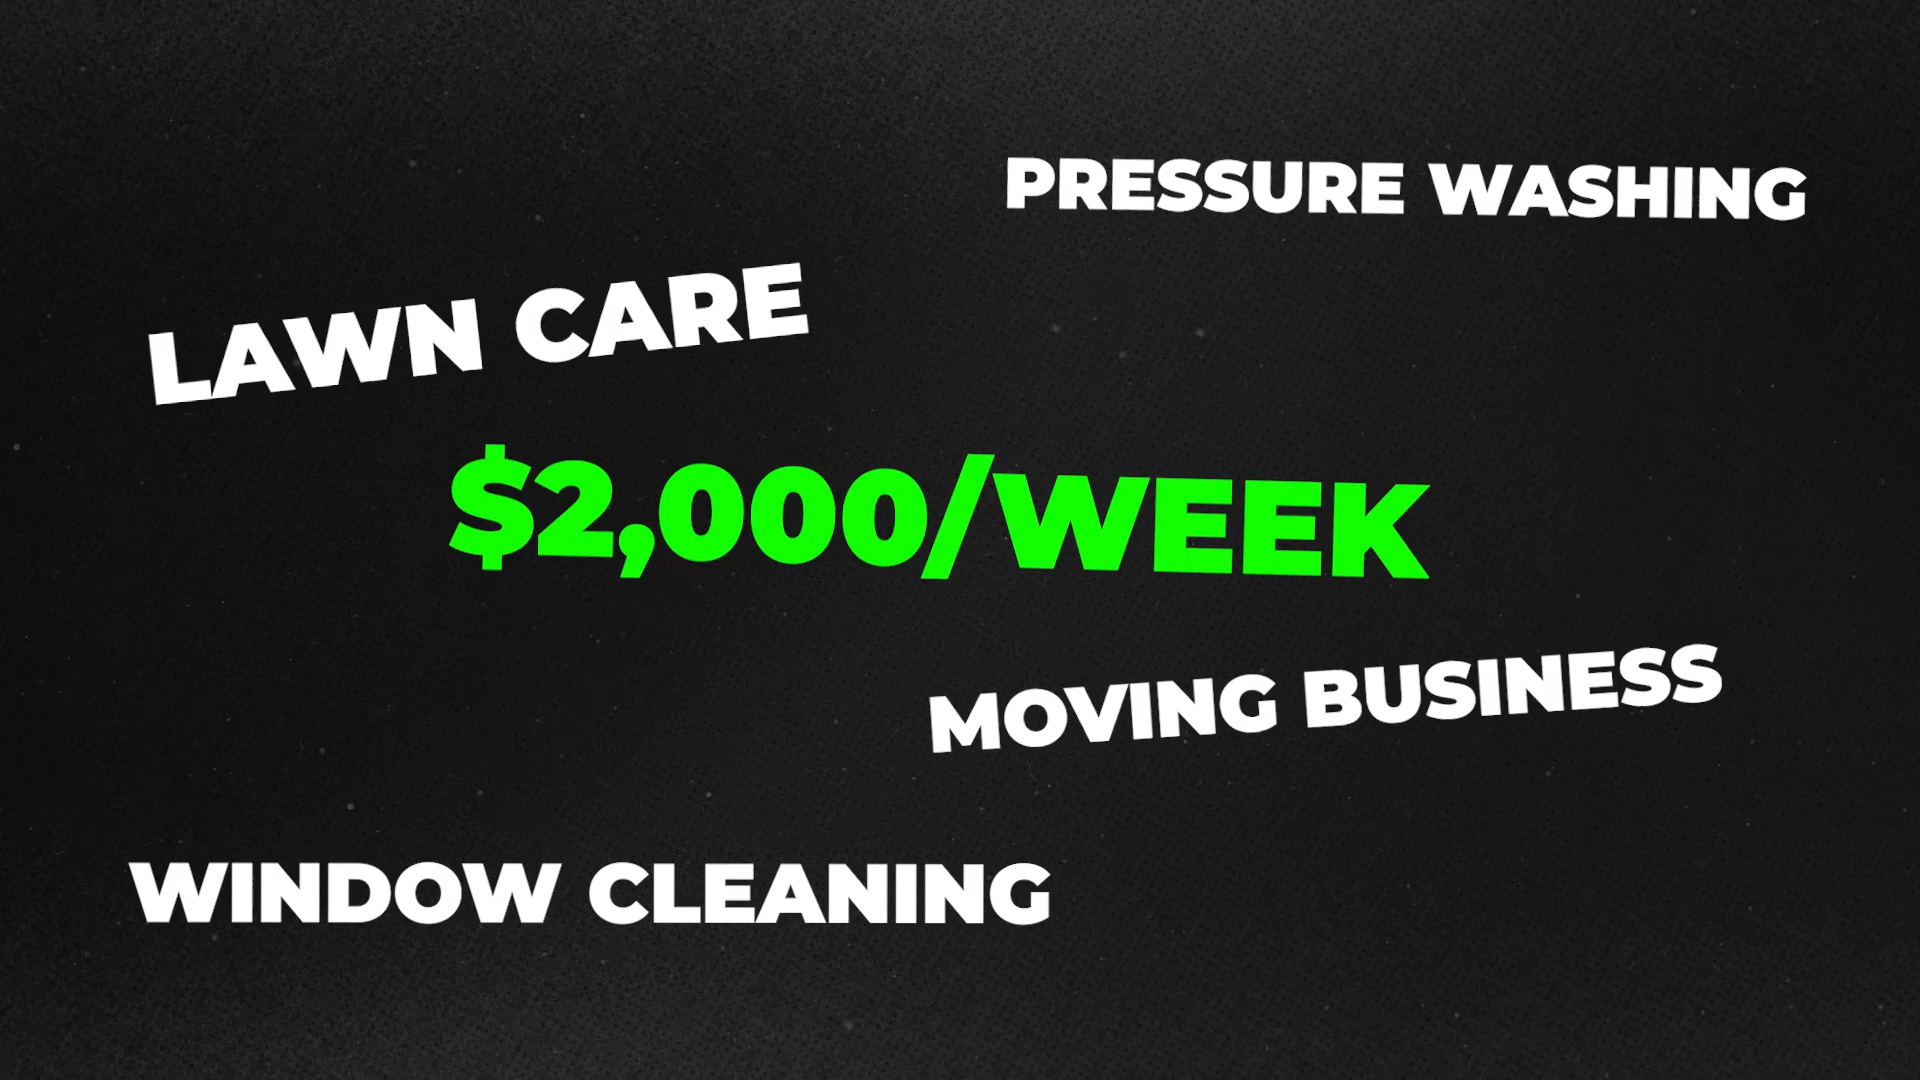 PRESSURE WASHING
LAWN CARE
$2,000/WEEK
MOVING BUSINESS
WINDOW CLEANING